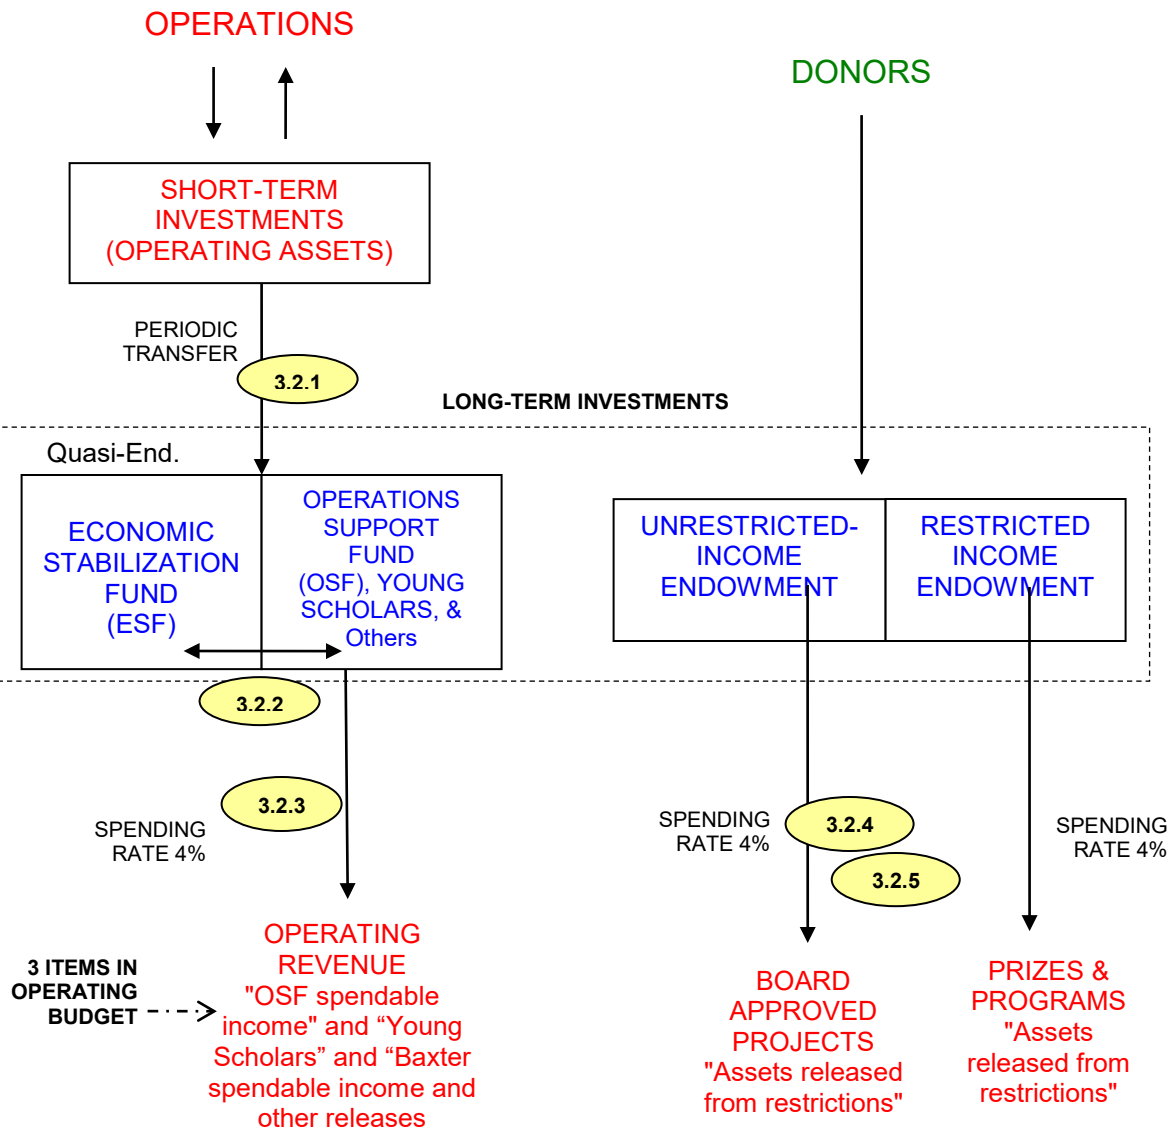 OPERATIONS
DONORS
SHORT-TERM
INVESTMENTS
(OPERATING ASSETS)
PERIODIC
TRANSFER
3.2.1
LONG-TERM INVESTMENTS
Quasi-End.
ECONOMIC
STABILIZATION
FUND
(ESF)
OPERATIONS
SUPPORT
FUND
(OSF), YOUNG
SCHOLARS, &
Others
UNRESTRICTED-
INCOME
ENDOWMENT
RESTRICTED
INCOME
ENDOWMENT
3.2.2
3.2.3
SPENDING
RATE 4%
SPENDING
RATE 4%
3.2.4
3.2.5
SPENDING
RATE 4%
3 ITEMS IN
OPERATING
BUDGET
OPERATING
REVENUE
"OSF spendable
income" and “Young
Scholars” and “Baxter
spendable income and
other releases
BOARD
APPROVED
PROJECTS
"Assets released
from restrictions"
PRIZES &
PROGRAMS
"Assets
released from
restrictions"